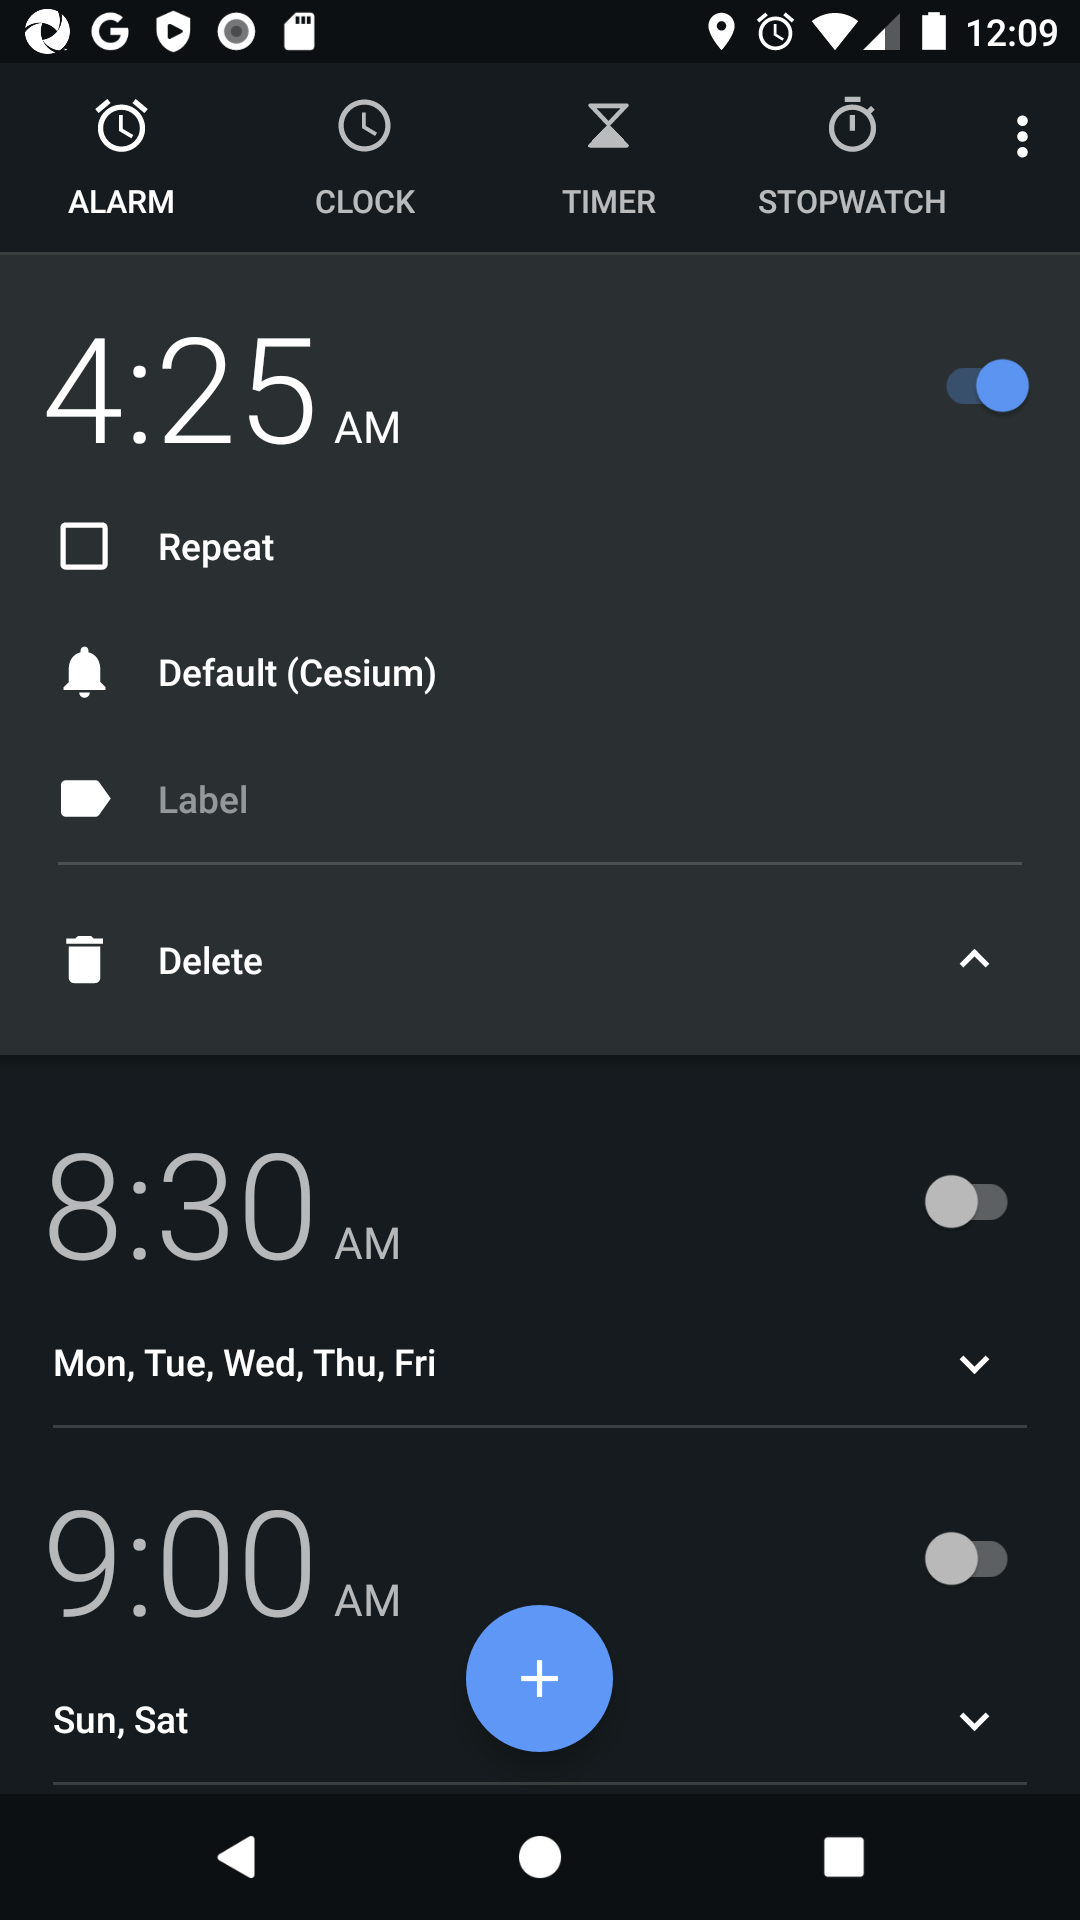 12:09
ALARM CLOCK TIMER STOPWATCH
4:25 AM
Repeat
Default (Cesium)
Label
Delete
8:30 AM
Mon, Tue, Wed, Thu, Fri
9:00 AM
Sun, Sat